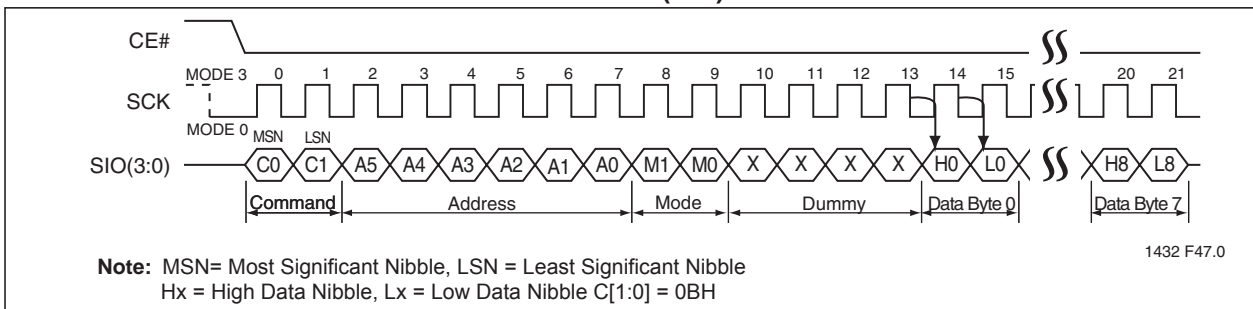 CE#
MODE 3 0 1 2 3 4 5 6 7 8 9 10 11 12 13 14 15 20 21
SCK
MODE 0
MSN LSN
SIO(3:0) C0 C1 A5 A4 A3 A2 A1 A0 M1 M0 X X X X H0 L0 H8 L8
Command Address Mode Dummy Data Byte 0 Data Byte 7
1432 F47.0
Note: MSN= Most Significant Nibble, LSN = Least Significant Nibble
Hx = High Data Nibble, Lx = Low Data Nibble C[1:0] = 0BH